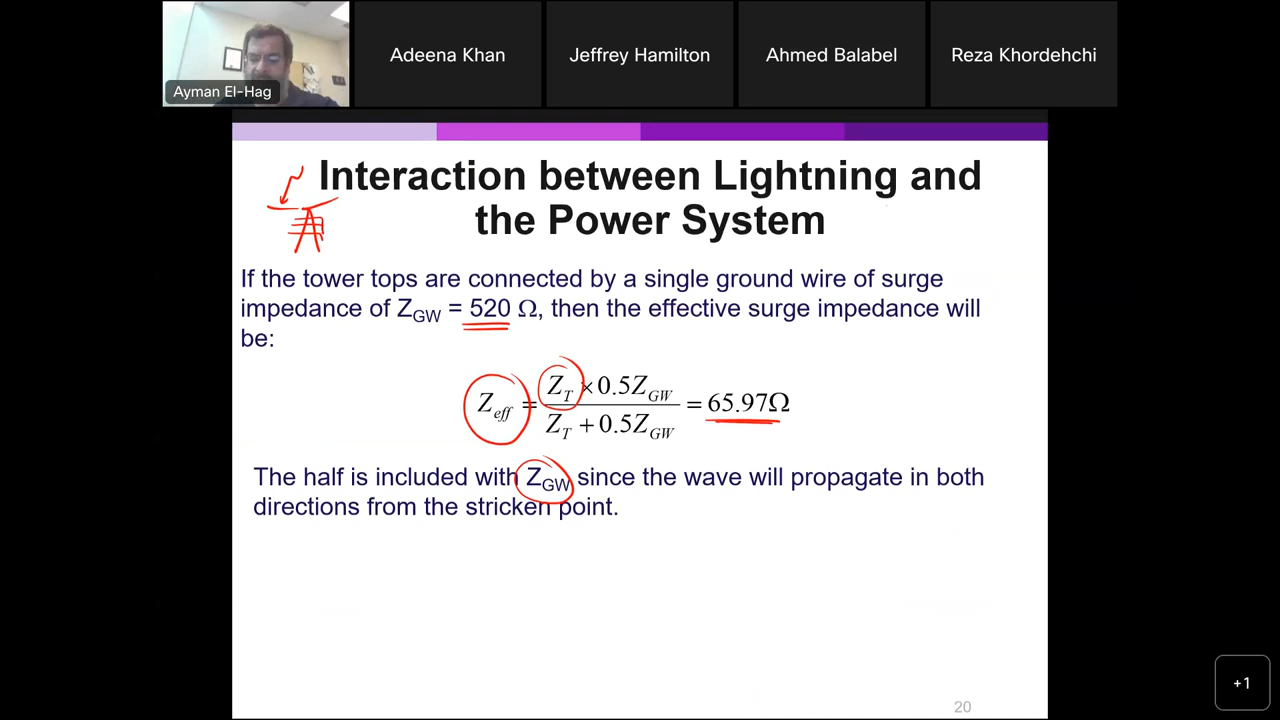 Ayman El-Hag
Adeena Khan
Jeffrey Hamilton
Ahmed Balabel
Reza Khordehchi
Interaction between Lightning and
the Power System
If the tower tops are connected by a single ground wire of surge
impedance of Z_GW = 520 Ω, then the effective surge impedance will
be:
Z_eff = (Z_T × 0.5Z_GW) / (Z_T + 0.5Z_GW) = 65.97Ω
The half is included with Z_GW since the wave will propagate in both
directions from the stricken point.
20
+1